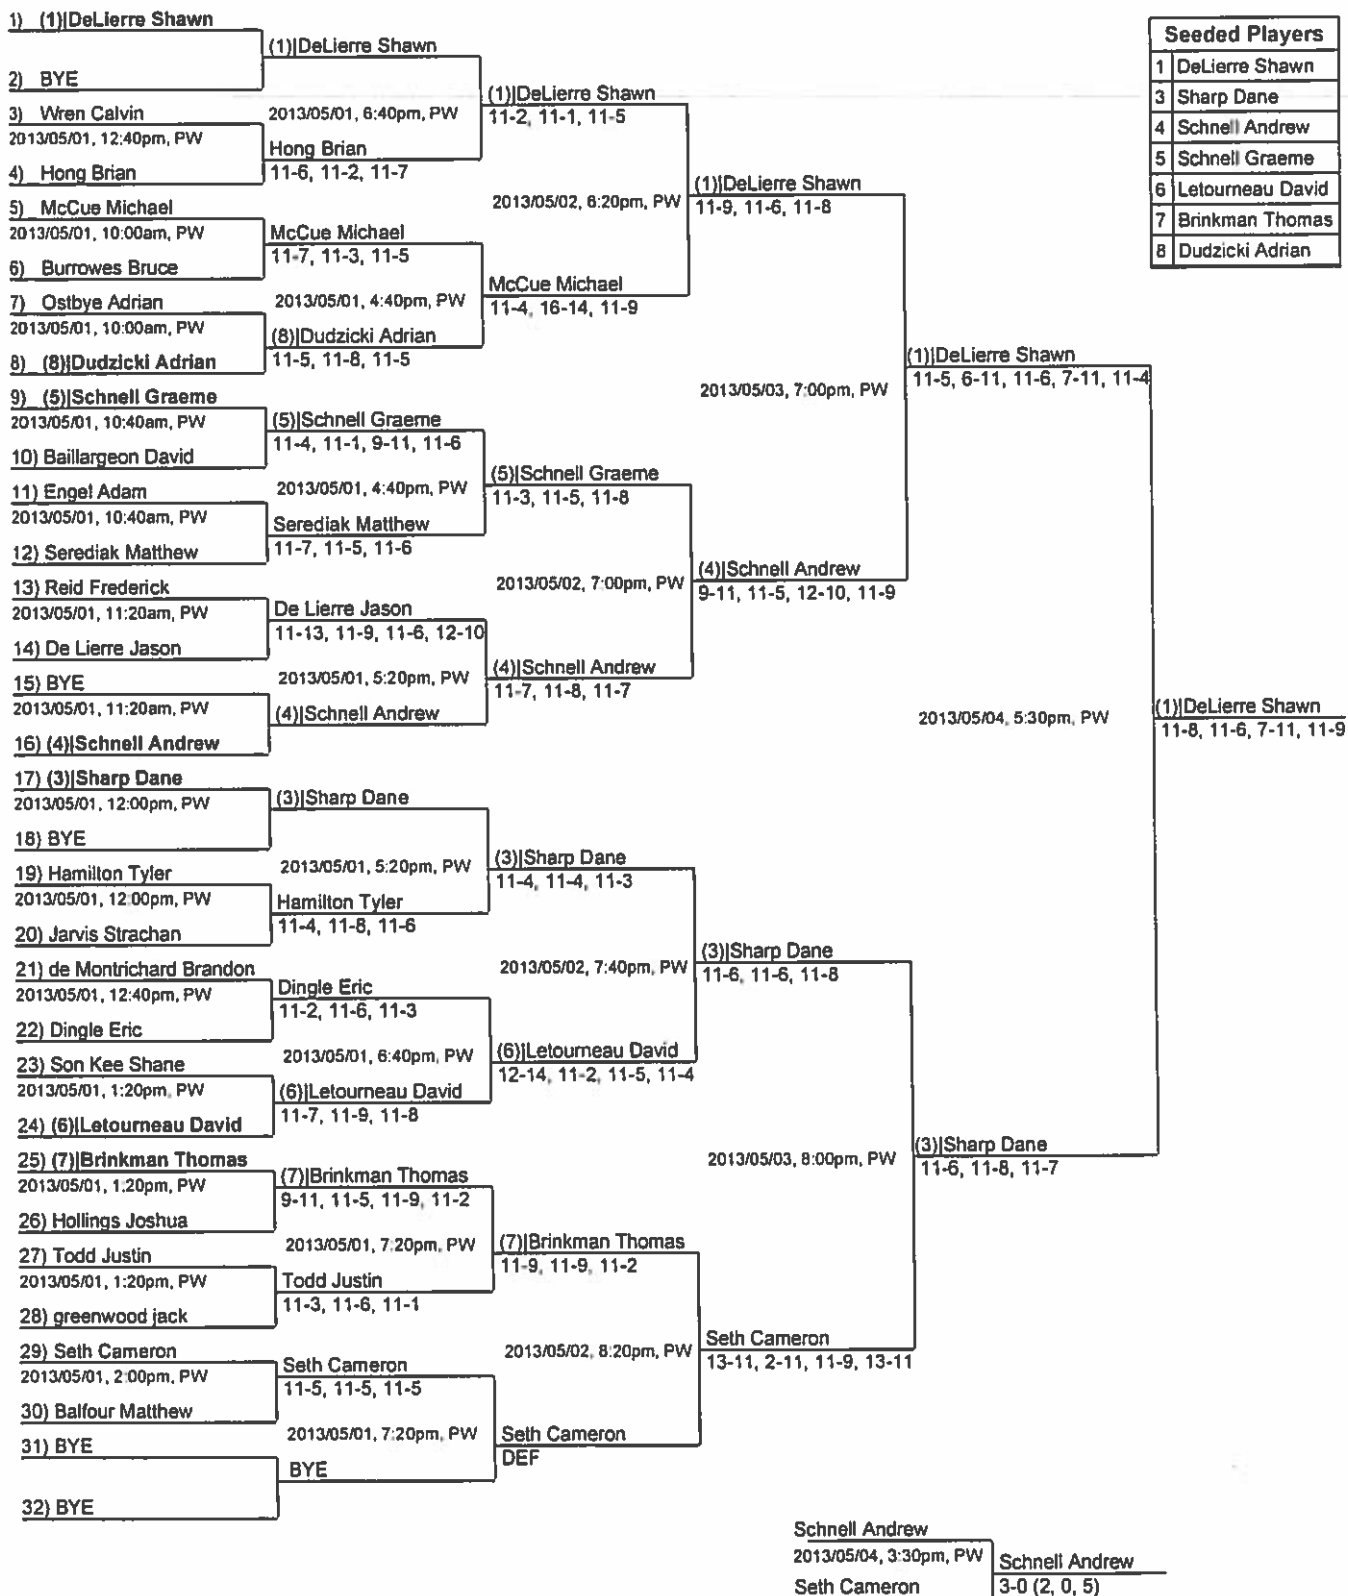 1) (1)|DeLierre Shawn
2) BYE
3) Wren Calvin
2013/05/01, 12:40pm, PW
4) Hong Brian
5) McCue Michael
2013/05/01, 10:00am, PW
6) Burrowes Bruce
7) Ostbye Adrian
2013/05/01, 10:00am, PW
8) (8)|Dudzicki Adrian
9) (5)|Schnell Graeme
2013/05/01, 10:40am, PW
10) Baillargeon David
11) Engel Adam
2013/05/01, 10:40am, PW
12) Serediak Matthew
13) Reid Frederick
2013/05/01, 11:20am, PW
14) De Lierre Jason
15) BYE
2013/05/01, 11:20am, PW
16) (4)|Schnell Andrew
17) (3)|Sharp Dane
2013/05/01, 12:00pm, PW
18) BYE
19) Hamilton Tyler
2013/05/01, 12:00pm, PW
20) Jarvis Strachan
21) de Montrichard Brandon
2013/05/01, 12:40pm, PW
22) Dingle Eric
23) Son Kee Shane
2013/05/01, 1:20pm, PW
24) (6)|Letourneau David
25) (7)|Brinkman Thomas
2013/05/01, 1:20pm, PW
26) Hollings Joshua
27) Todd Justin
2013/05/01, 1:20pm, PW
28) greenwood jack
29) Seth Cameron
2013/05/01, 2:00pm, PW
30) Balfour Matthew
31) BYE
32) BYE
(1)|DeLierre Shawn
2013/05/01, 6:40pm, PW
Hong Brian
11-6, 11-2, 11-7
McCue Michael
11-7, 11-3, 11-5
2013/05/01, 4:40pm, PW
(8)|Dudzicki Adrian
11-5, 11-8, 11-5
(5)|Schnell Graeme
11-4, 11-1, 9-11, 11-6
2013/05/01, 4:40pm, PW
Serediak Matthew
11-7, 11-5, 11-6
De Lierre Jason
11-13, 11-9, 11-6, 12-10
2013/05/01, 5:20pm, PW
(4)|Schnell Andrew
(3)|Sharp Dane
2013/05/01, 5:20pm, PW
Hamilton Tyler
11-4, 11-8, 11-6
Dingle Eric
11-2, 11-6, 11-3
2013/05/01, 6:40pm, PW
(6)|Letourneau David
11-7, 11-9, 11-8
(7)|Brinkman Thomas
9-11, 11-5, 11-9, 11-2
2013/05/01, 7:20pm, PW
Todd Justin
11-3, 11-6, 11-1
Seth Cameron
11-5, 11-5, 11-5
2013/05/01, 7:20pm, PW
BYE
(1)|DeLierre Shawn
11-2, 11-1, 11-5
2013/05/02, 6:20pm, PW
McCue Michael
11-4, 16-14, 11-9
(5)|Schnell Graeme
11-3, 11-5, 11-8
2013/05/02, 7:00pm, PW
(4)|Schnell Andrew
11-7, 11-8, 11-7
(3)|Sharp Dane
11-4, 11-4, 11-3
2013/05/02, 7:40pm, PW
(6)|Letourneau David
12-14, 11-2, 11-5, 11-4
(7)|Brinkman Thomas
11-9, 11-9, 11-2
2013/05/02, 8:20pm, PW
Seth Cameron
DEF
(1)|DeLierre Shawn
11-9, 11-6, 11-8
2013/05/03, 7:00pm, PW
(4)|Schnell Andrew
9-11, 11-5, 12-10, 11-9
(3)|Sharp Dane
11-6, 11-6, 11-8
2013/05/03, 8:00pm, PW
Seth Cameron
13-11, 2-11, 11-9, 13-11
(1)|DeLierre Shawn
11-5, 6-11, 11-6, 7-11, 11-4
2013/05/04, 5:30pm, PW
(3)|Sharp Dane
11-6, 11-8, 11-7
(1)|DeLierre Shawn
11-8, 11-6, 7-11, 11-9
Seeded Players
1 DeLierre Shawn
3 Sharp Dane
4 Schnell Andrew
5 Schnell Graeme
6 Letourneau David
7 Brinkman Thomas
8 Dudzicki Adrian
Schnell Andrew
2013/05/04, 3:30pm, PW
Seth Cameron
Schnell Andrew
3-0 (2, 0, 5)